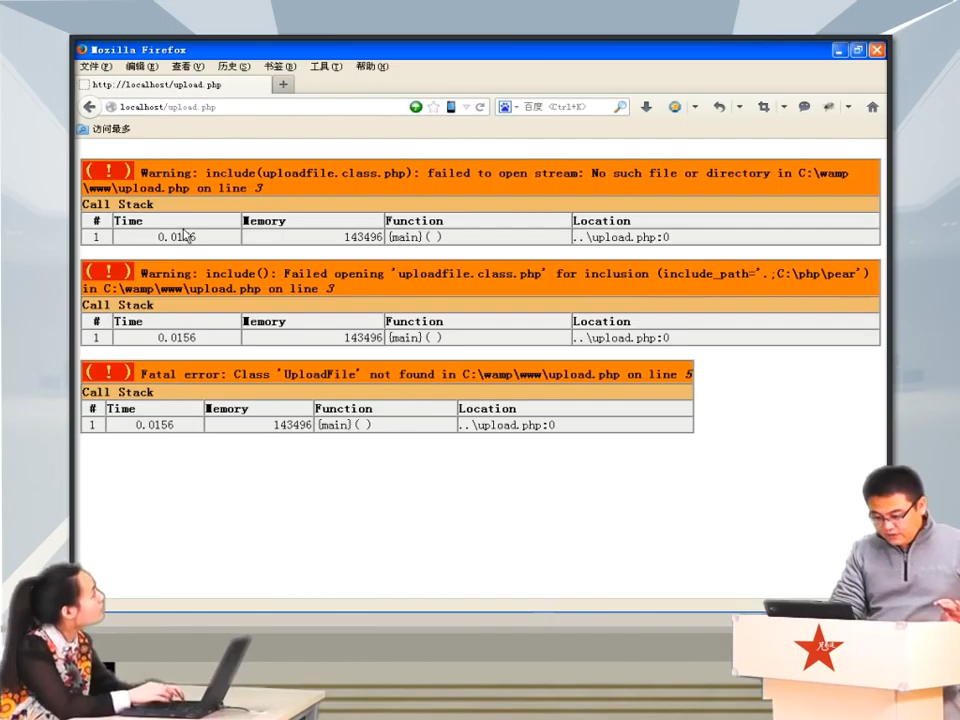 Mozilla Firefox
文件(F) 编辑(E) 查看(V) 历史(S) 书签(B) 工具(T) 帮助(H)
http://localhost/upload.php
localhost/upload.php 百度 <Ctrl+K>
访问最多
( ! ) Warning: include(uploadfile.class.php): failed to open stream: No such file or directory in C:\wamp
\www\upload.php on line 3
Call Stack
# Time Memory Function Location
1 143496 {main}( ) ..\upload.php:0
( ! ) Warning: include(): Failed opening 'uploadfile.class.php' for inclusion (include_path='.;C:\php\pear')
in C:\wamp\www\upload.php on line 3
Call Stack
# Time Memory Function Location
1 0.0156 143496 {main}( ) ..\upload.php:0
( ! ) Fatal error: Class 'UploadFile' not found in C:\wamp\www\upload.php on line 5
Call Stack
# Time Memory Function Location
1 0.0156 143496 {main}( ) ..\upload.php:0